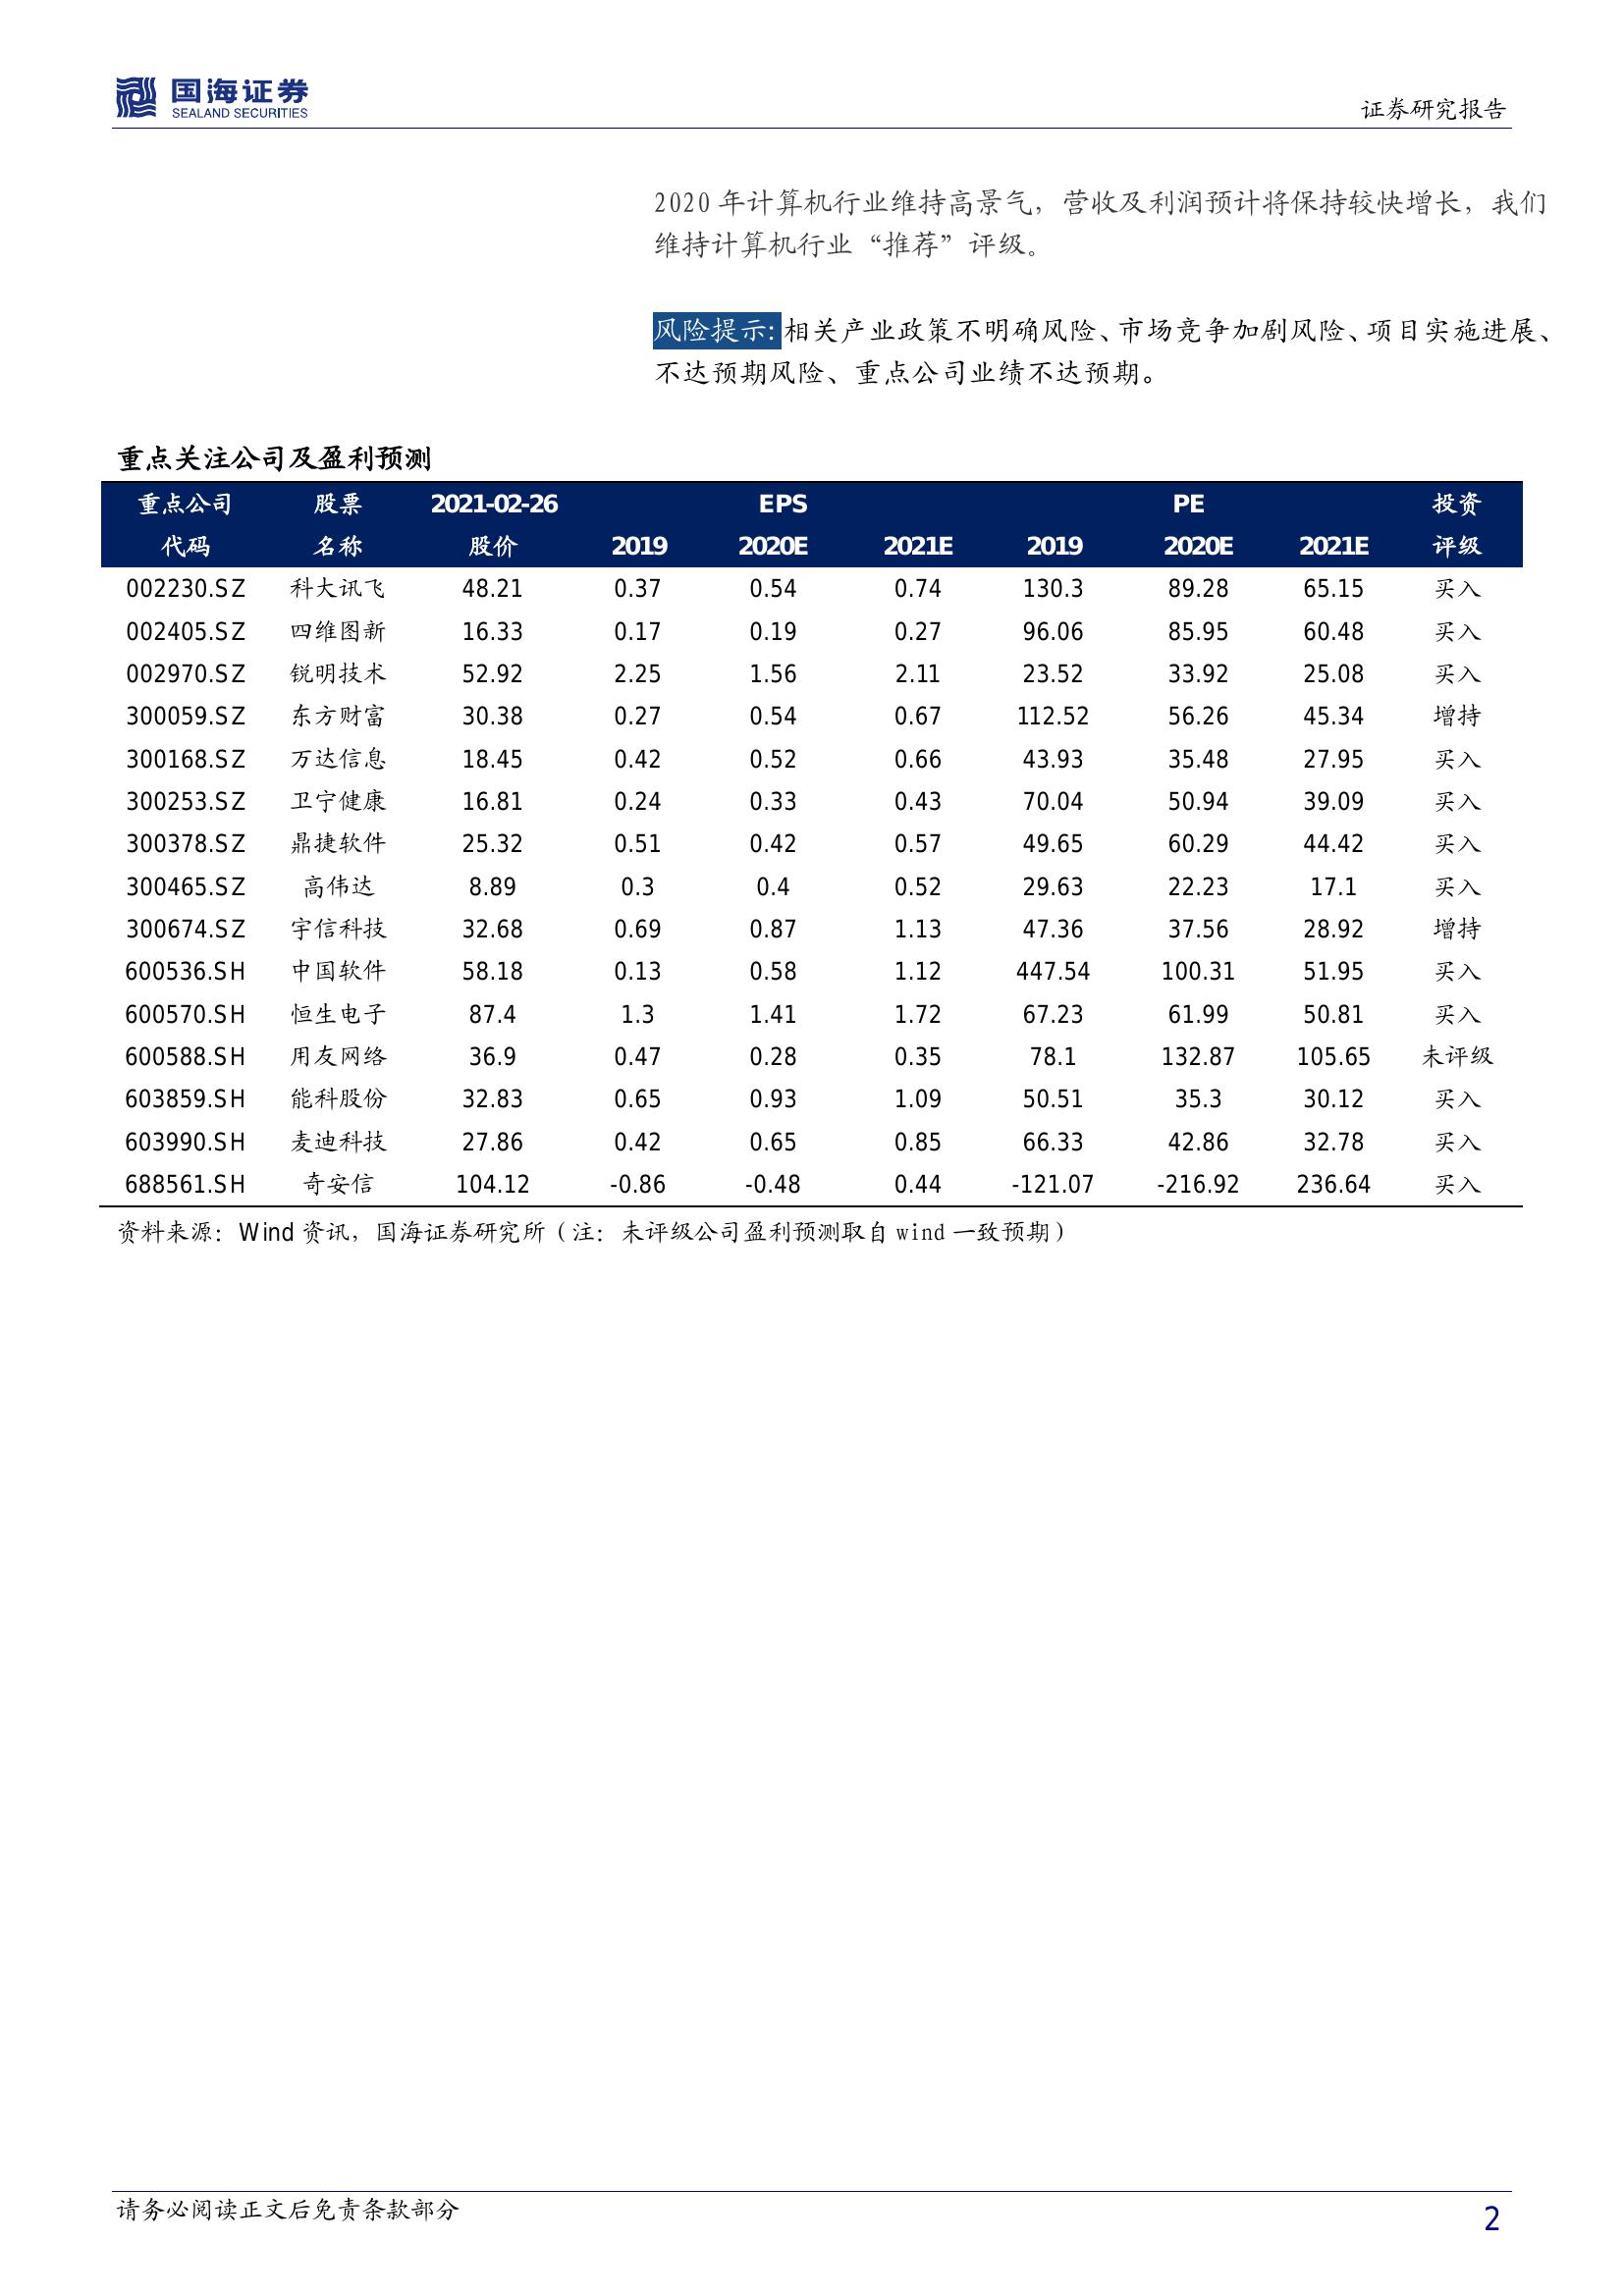 国海证券
SEALAND SECURITIES
证券研究报告
2020 年计算机行业维持高景气，营收及利润预计将保持较快增长，我们
维持计算机行业“推荐”评级。
风险提示：相关产业政策不明确风险、市场竞争加剧风险、项目实施进展、
不达预期风险、重点公司业绩不达预期。
重点关注公司及盈利预测
重点公司 股票 2021-02-26 EPS PE 投资
代码 名称 股价 2019 2020E 2021E 2019 2020E 2021E 评级
002230.SZ 科大讯飞 48.21 0.37 0.54 0.74 130.3 89.28 65.15 买入
002405.SZ 四维图新 16.33 0.17 0.19 0.27 96.06 85.95 60.48 买入
002970.SZ 锐明技术 52.92 2.25 1.56 2.11 23.52 33.92 25.08 买入
300059.SZ 东方财富 30.38 0.27 0.54 0.67 112.52 56.26 45.34 增持
300168.SZ 万达信息 18.45 0.42 0.52 0.66 43.93 35.48 27.95 买入
300253.SZ 卫宁健康 16.81 0.24 0.33 0.43 70.04 50.94 39.09 买入
300378.SZ 鼎捷软件 25.32 0.51 0.42 0.57 49.65 60.29 44.42 买入
300465.SZ 高伟达 8.89 0.3 0.4 0.52 29.63 22.23 17.1 买入
300674.SZ 宇信科技 32.68 0.69 0.87 1.13 47.36 37.56 28.92 增持
600536.SH 中国软件 58.18 0.13 0.58 1.12 447.54 100.31 51.95 买入
600570.SH 恒生电子 87.4 1.3 1.41 1.72 67.23 61.99 50.81 买入
600588.SH 用友网络 36.9 0.47 0.28 0.35 78.1 132.87 105.65 未评级
603859.SH 能科股份 32.83 0.65 0.93 1.09 50.51 35.3 30.12 买入
603990.SH 麦迪科技 27.86 0.42 0.65 0.85 66.33 42.86 32.78 买入
688561.SH 奇安信 104.12 -0.86 -0.48 0.44 -121.07 -216.92 236.64 买入
资料来源：Wind 资讯，国海证券研究所（注：未评级公司盈利预测取自 wind 一致预期）
请务必阅读正文后免责条款部分
2